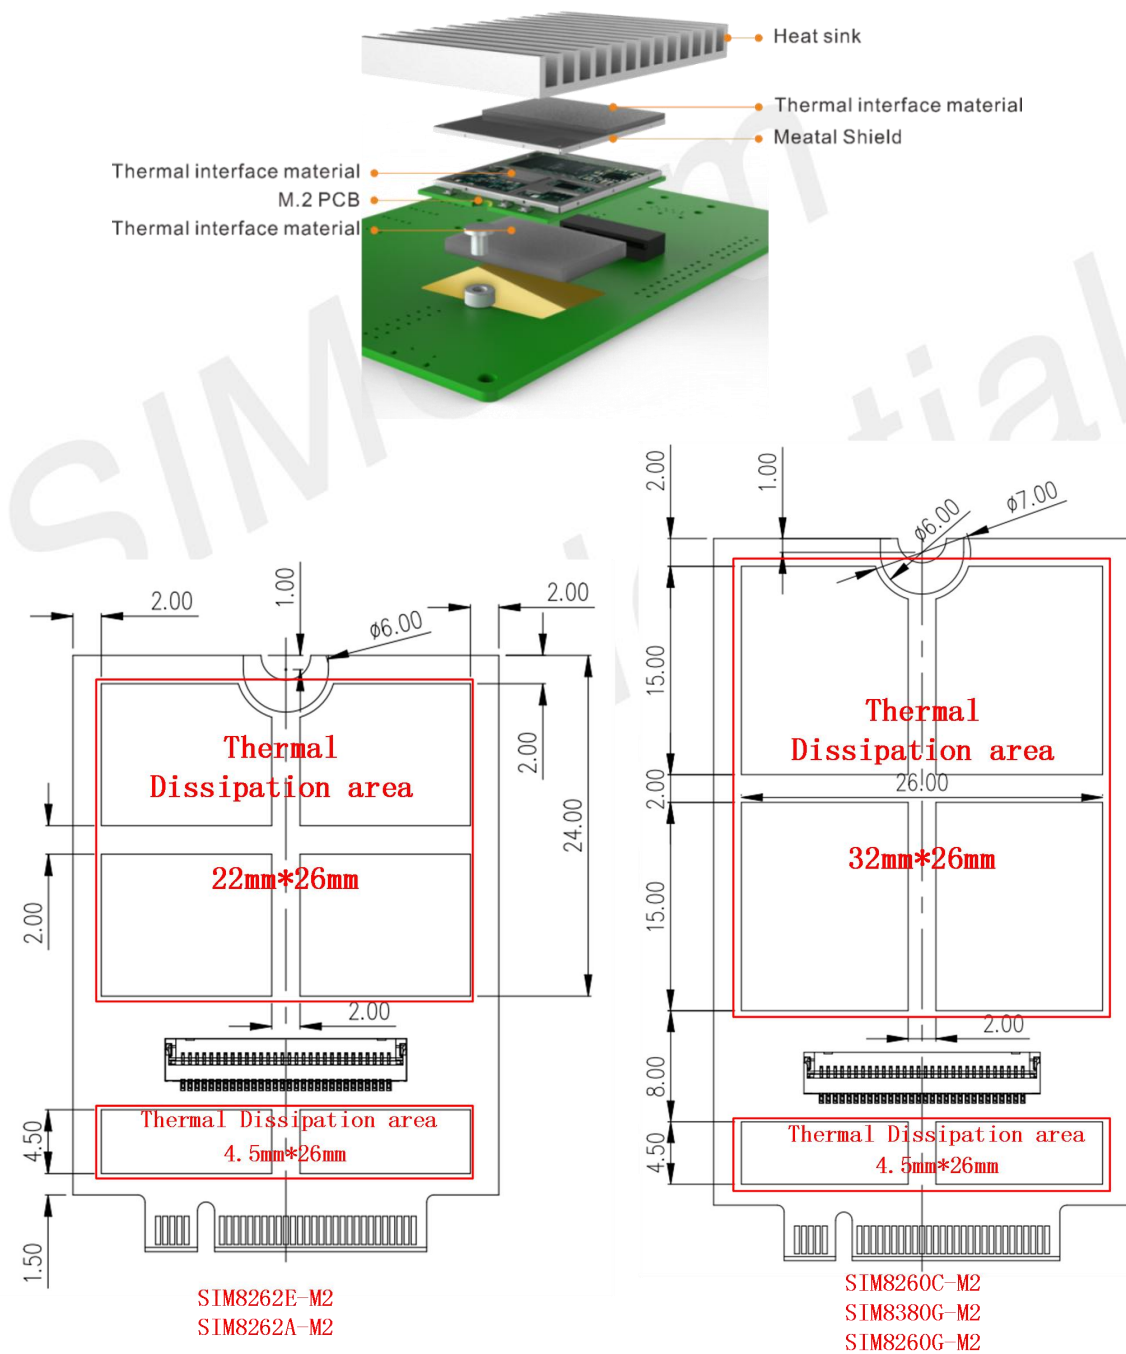 Heat sink
Thermal interface material
Meatal Shield
Thermal interface material
M.2 PCB
Thermal interface material
2.00
1.00
ø6.00
2.00
2.00
24.00
2.00
Thermal
Dissipation area
22mm*26mm
2.00
4.50
Thermal Dissipation area
4.5mm*26mm
1.50
SIM8262E-M2
SIM8262A-M2
2.00
1.00
ø6.00
ø7.00
15.00
Thermal
Dissipation area
2.00
26.00
32mm*26mm
15.00
2.00
8.00
4.50
Thermal Dissipation area
4.5mm*26mm
SIM8260C-M2
SIM8380G-M2
SIM8260G-M2